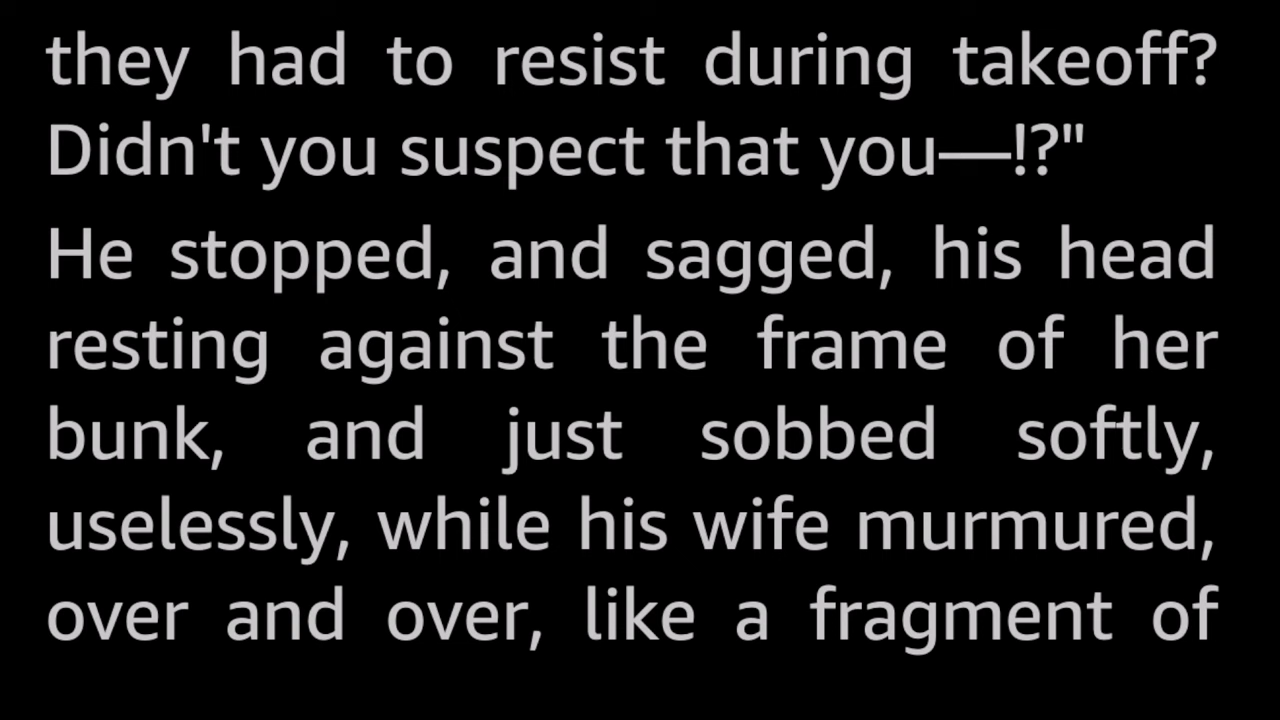 they had to resist during takeoff?
Didn't you suspect that you—!?"
He stopped, and sagged, his head
resting against the frame of her
bunk, and just sobbed softly,
uselessly, while his wife murmured,
over and over, like a fragment of